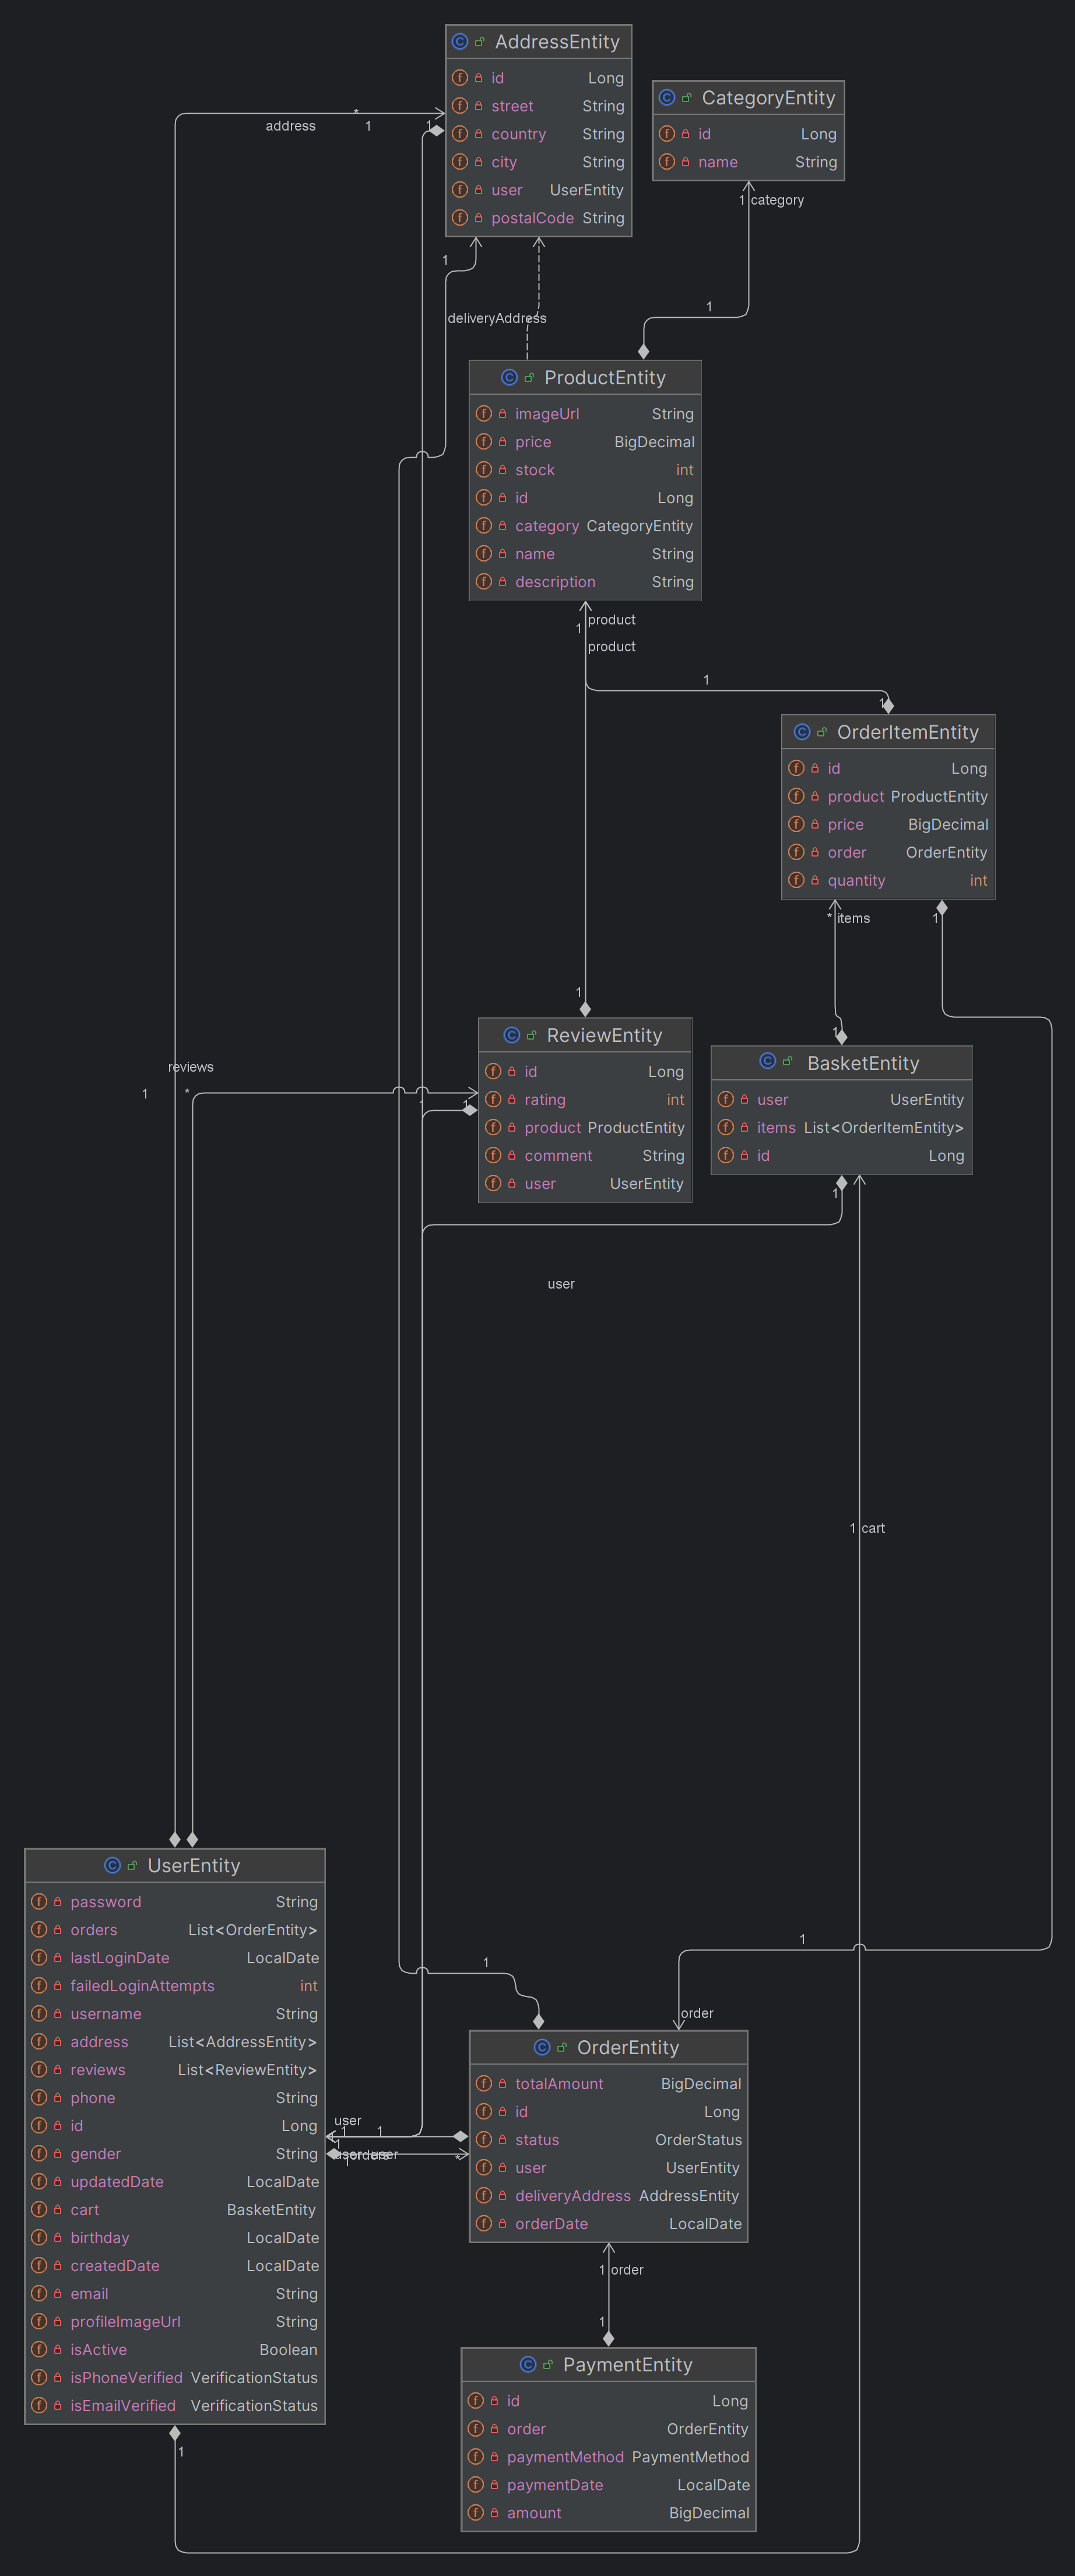 AddressEntity
id Long
street String
country String
city String
user UserEntity
postalCode String
CategoryEntity
id Long
name String
address
*
1
1
1 category
1
1
deliveryAddress
ProductEntity
imageUrl String
price BigDecimal
stock int
id Long
category CategoryEntity
name String
description String
product
1
product
1
1
OrderItemEntity
id Long
product ProductEntity
price BigDecimal
order OrderEntity
quantity int
* items
1
1
1
ReviewEntity
id Long
rating int
product ProductEntity
comment String
user UserEntity
BasketEntity
user UserEntity
items List<OrderItemEntity>
id Long
reviews
1
*
1
1
1
user
1 cart
UserEntity
password String
orders List<OrderEntity>
lastLoginDate LocalDate
failedLoginAttempts int
username String
address List<AddressEntity>
reviews List<ReviewEntity>
phone String
id Long
gender String
updatedDate LocalDate
cart BasketEntity
birthday LocalDate
createdDate LocalDate
email String
profileImageUrl String
isActive Boolean
isPhoneVerified VerificationStatus
isEmailVerified VerificationStatus
1
1
1
order
OrderEntity
totalAmount BigDecimal
id Long
status OrderStatus
user UserEntity
deliveryAddress AddressEntity
orderDate LocalDate
user
1
1
1
user
*
1 order
1
PaymentEntity
id Long
order OrderEntity
paymentMethod PaymentMethod
paymentDate LocalDate
amount BigDecimal